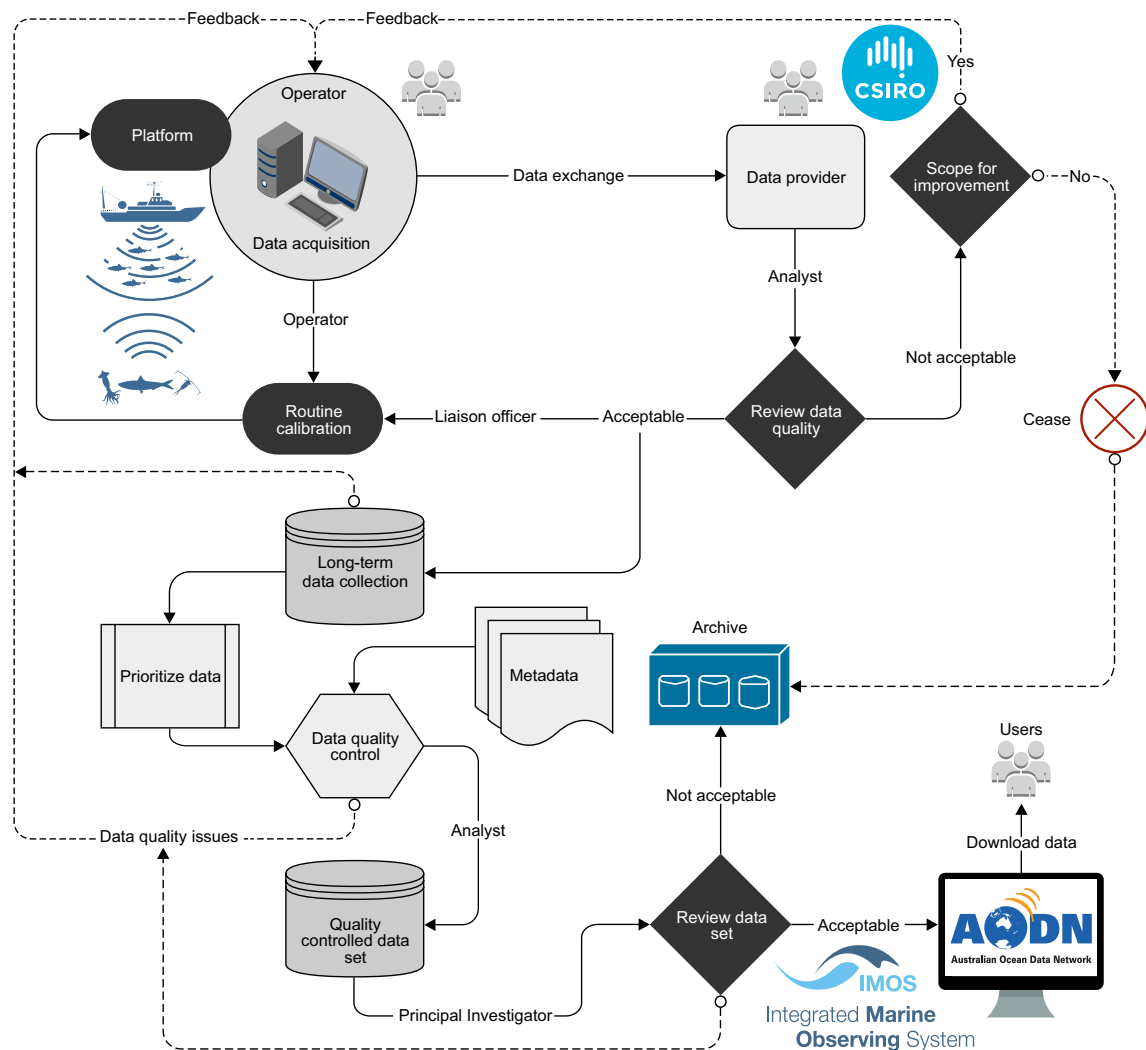 Feedback
Feedback
Yes
CSIRO
Operator
Platform
Data acquisition
Data exchange
Data provider
Scope for
improvement
No
Analyst
Operator
Not acceptable
Routine
calibration
Liaison officer
Acceptable
Review data
quality
Cease
Long-term
data collection
Prioritize data
Metadata
Archive
Data quality
control
Users
Not acceptable
Data quality issues
Analyst
Download data
Quality
controlled data
set
Review data
set
Acceptable
AODN
Australian Ocean Data Network
IMOS
Principal Investigator
Integrated Marine
Observing System